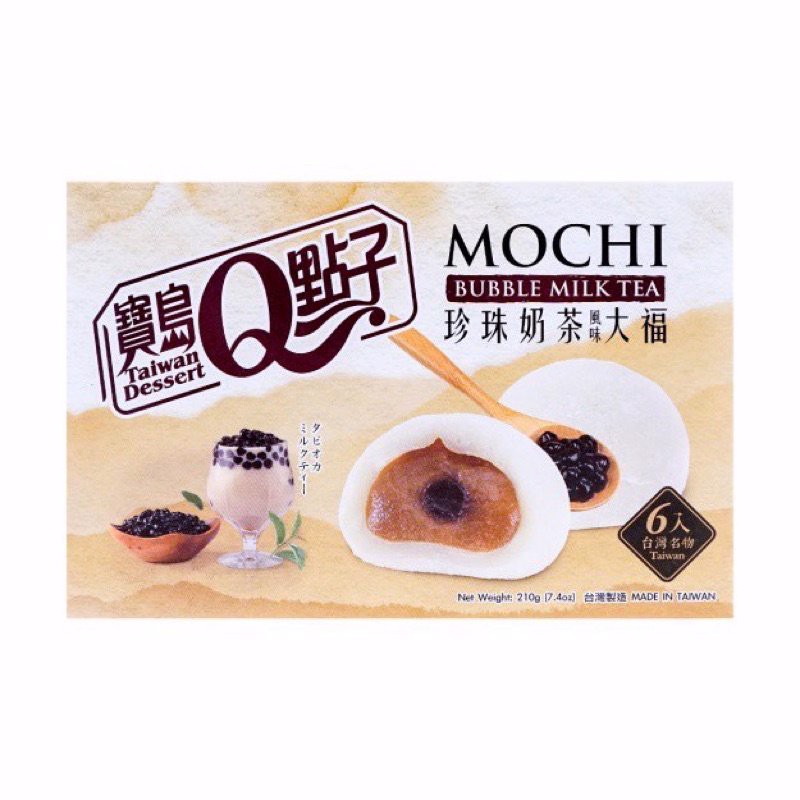 寶島Q點子
Taiwan
Dessert
MOCHI
BUBBLE MILK TEA
珍珠奶茶風味大福
タピオカ
ミルクティー
6入
台灣名物
Taiwan
Net Weight: 210g (7.4oz) 台灣製造 MADE IN TAIWAN